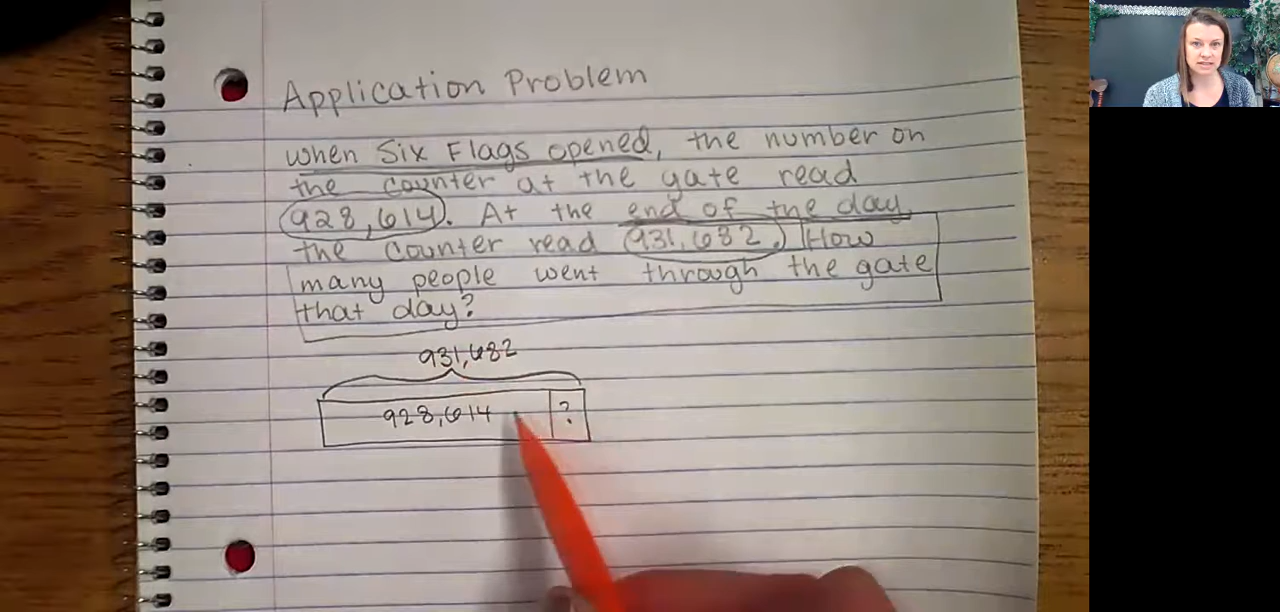 Application Problem
when Six Flags opened, the number on
the counter at the gate read
928,614. At the end of the day
the counter read 931,682. How
many people went through the gate
that day?
931,682
928,614 ?